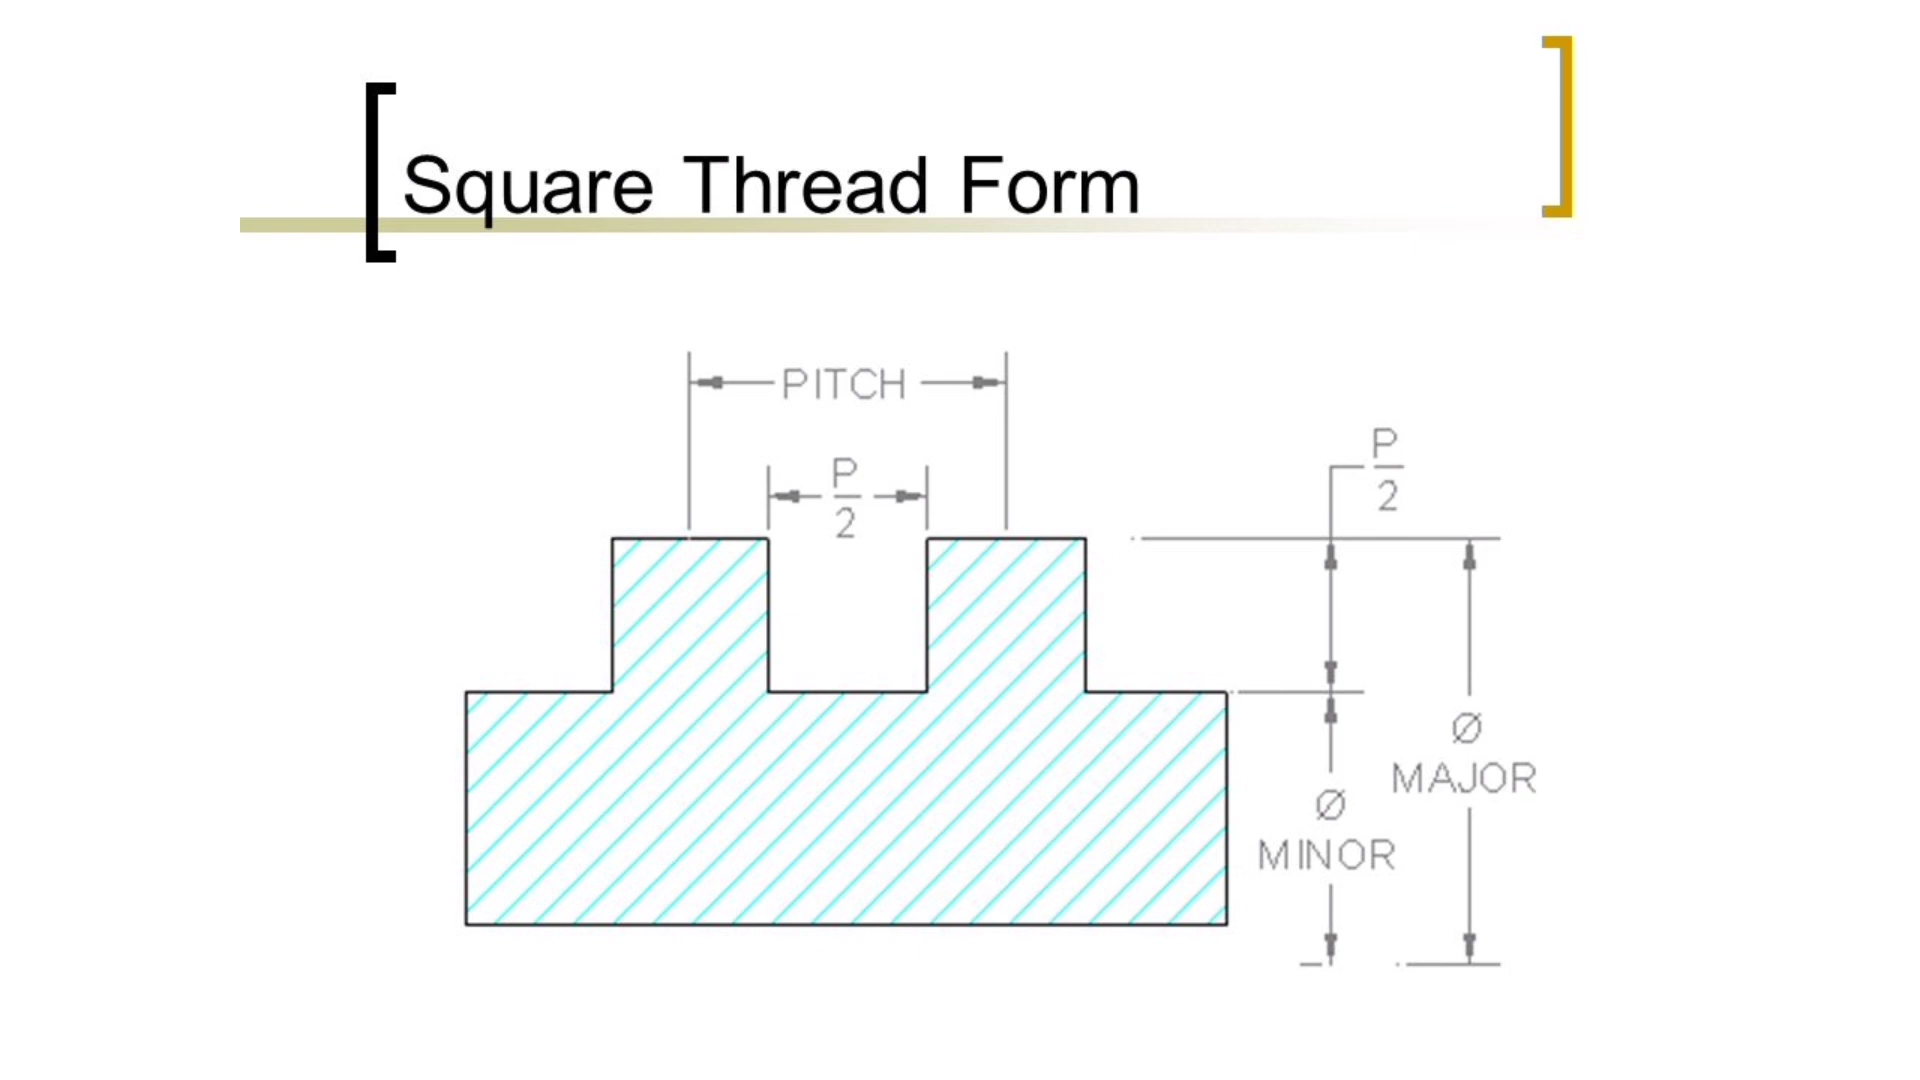 Square Thread Form
PITCH
P
2
P
2
Ø
MAJOR
Ø
MINOR